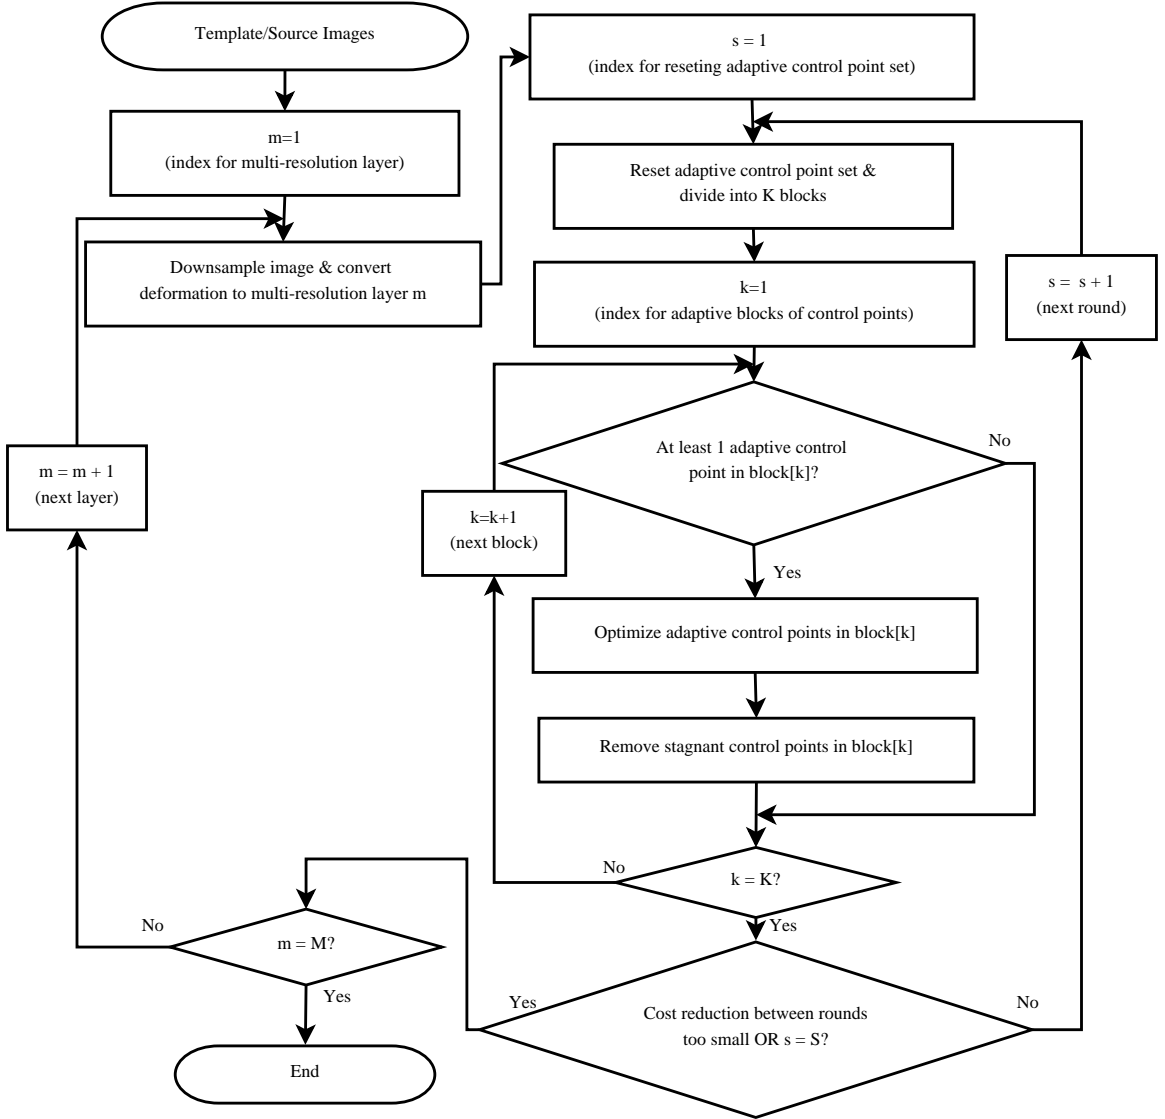 Template/Source Images
m=1
(index for multi-resolution layer)
Downsample image & convert
deformation to multi-resolution layer m
s = 1
(index for reseting adaptive control point set)
Reset adaptive control point set &
divide into K blocks
k=1
(index for adaptive blocks of control points)
s =  s + 1
(next round)
At least 1 adaptive control
point in block[k]?
No
m = m + 1
(next layer)
k=k+1
(next block)
Yes
Optimize adaptive control points in block[k]
Remove stagnant control points in block[k]
No
k = K?
Yes
No
m = M?
Yes
Yes
Cost reduction between rounds
too small OR s = S?
No
End